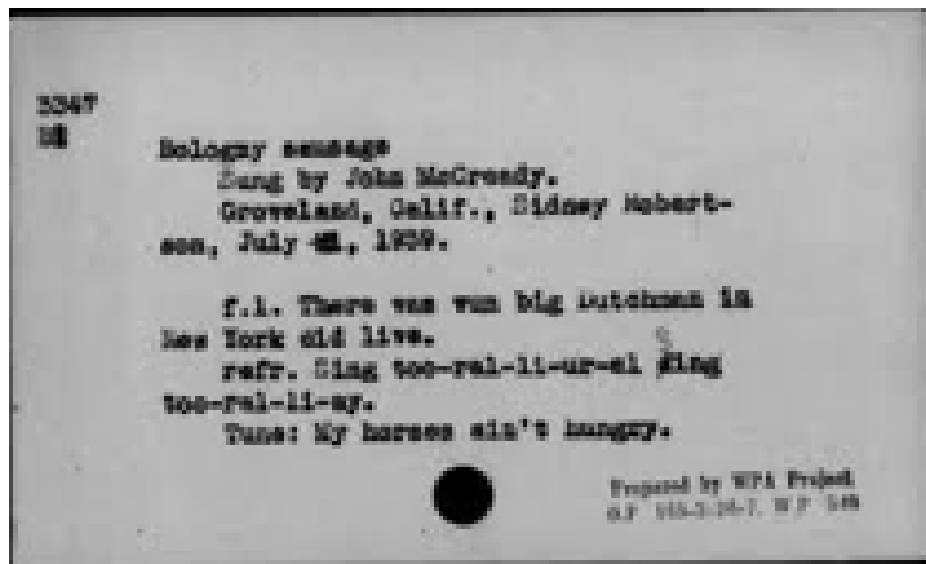 3347
Bologny sausage
Sung by John McCready.
Groveland, Calif., Sidney Robert-
son, July 1939.
f.l. There was vun big Dutchman in
New York did live.
refr. Sing too-ral-li-ur-el Sing
too-ral-li-ay.
Tune: My horses ain't hungry.
Prepared by WPA Project
O.P.